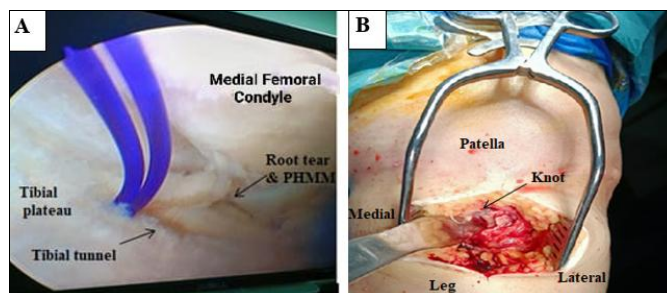 A
Medial Femoral
Condyle
Root tear
& PHMM
Tibial
plateau
Tibial tunnel
B
Patella
Knot
Medial
Lateral
Leg